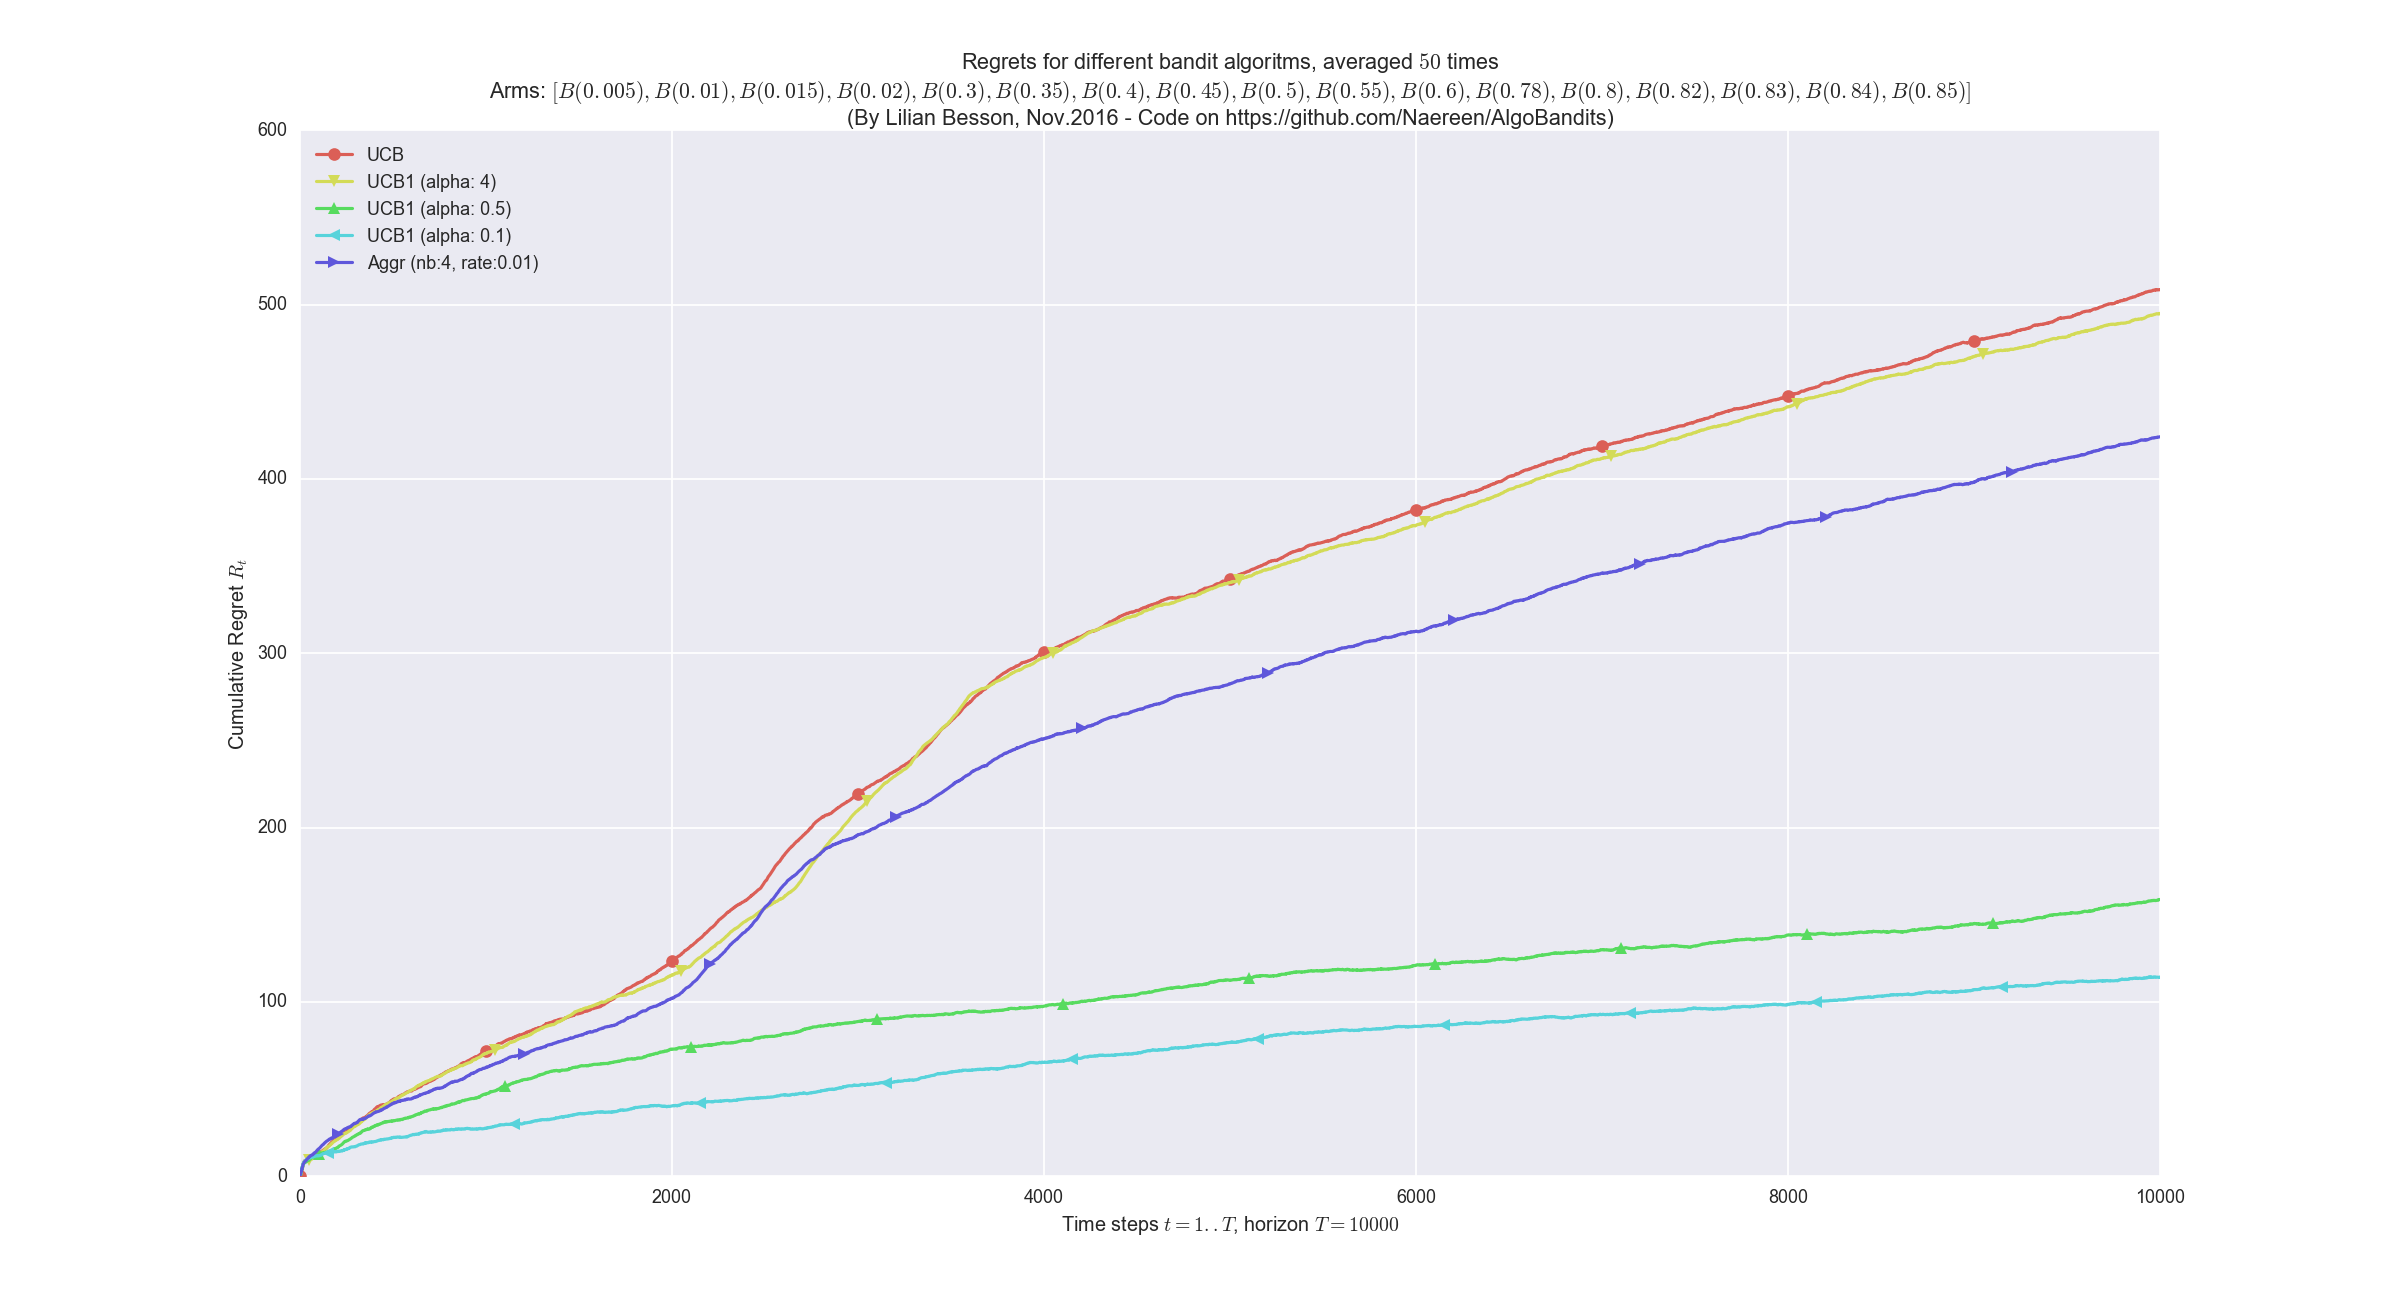 Regrets for different bandit algoritms, averaged 50 times
Arms: [B(0.005), B(0.01), B(0.015), B(0.02), B(0.3), B(0.35), B(0.4), B(0.45), B(0.5), B(0.55), B(0.6), B(0.78), B(0.8), B(0.82), B(0.83), B(0.84), B(0.85)]
(By Lilian Besson, Nov.2016 - Code on https://github.com/Naereen/AlgoBandits)
600
500
400
300
200
100
0
UCB
UCB1 (alpha: 4)
UCB1 (alpha: 0.5)
UCB1 (alpha: 0.1)
Aggr (nb:4, rate:0.01)
Cumulative Regret R_t
0 2000 4000 6000 8000 10000
Time steps t = 1..T, horizon T = 10000